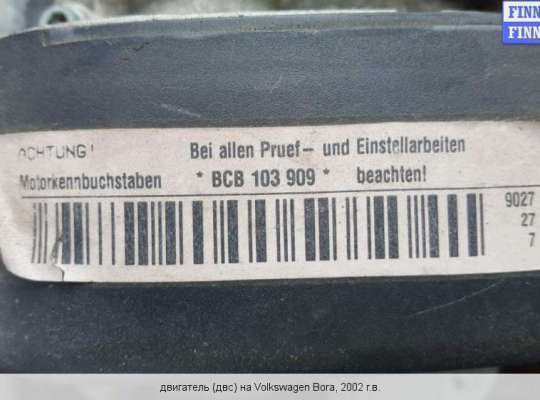 FINN
FINN
ACHTUNG! Bei allen Pruef- und Einstellarbeiten
Motorkennbuchstaben * BCB 103 909 * beachten!
9027
27
7
двигатель (двс) на Volkswagen Bora, 2002 г.в.